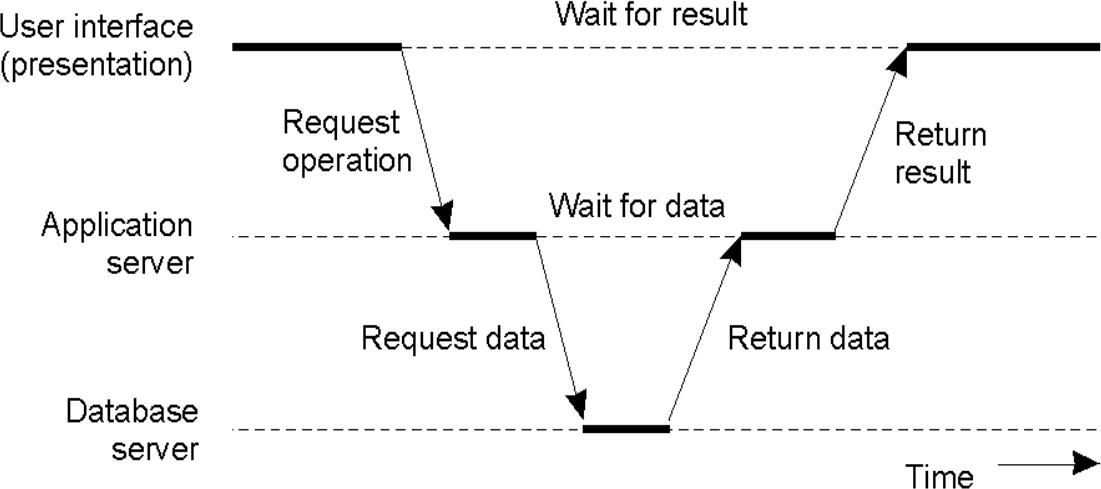 Wait for result
User interface
(presentation)
Request
operation
Return
result
Wait for data
Application
server
Request data
Return data
Database
server
Time